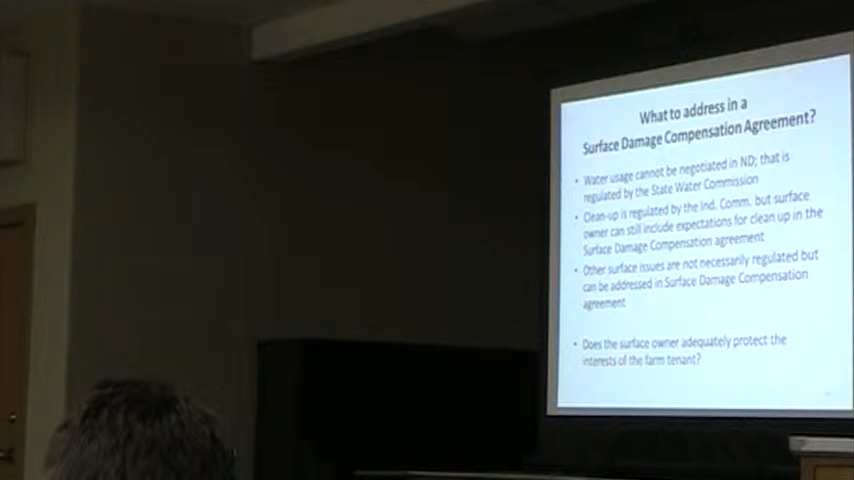 What to address in a
Surface Damage Compensation Agreement?
• Water usage cannot be negotiated in ND; that is
regulated by the State Water Commission
• Clean-up is regulated by the Ind. Comm. but surface
owner can still include expectations for clean up in the
Surface Damage Compensation agreement
• Other surface issues are not necessarily regulated but
can be addressed in Surface Damage Compensation
agreement
• Does the surface owner adequately protect the
interests of the farm tenant?